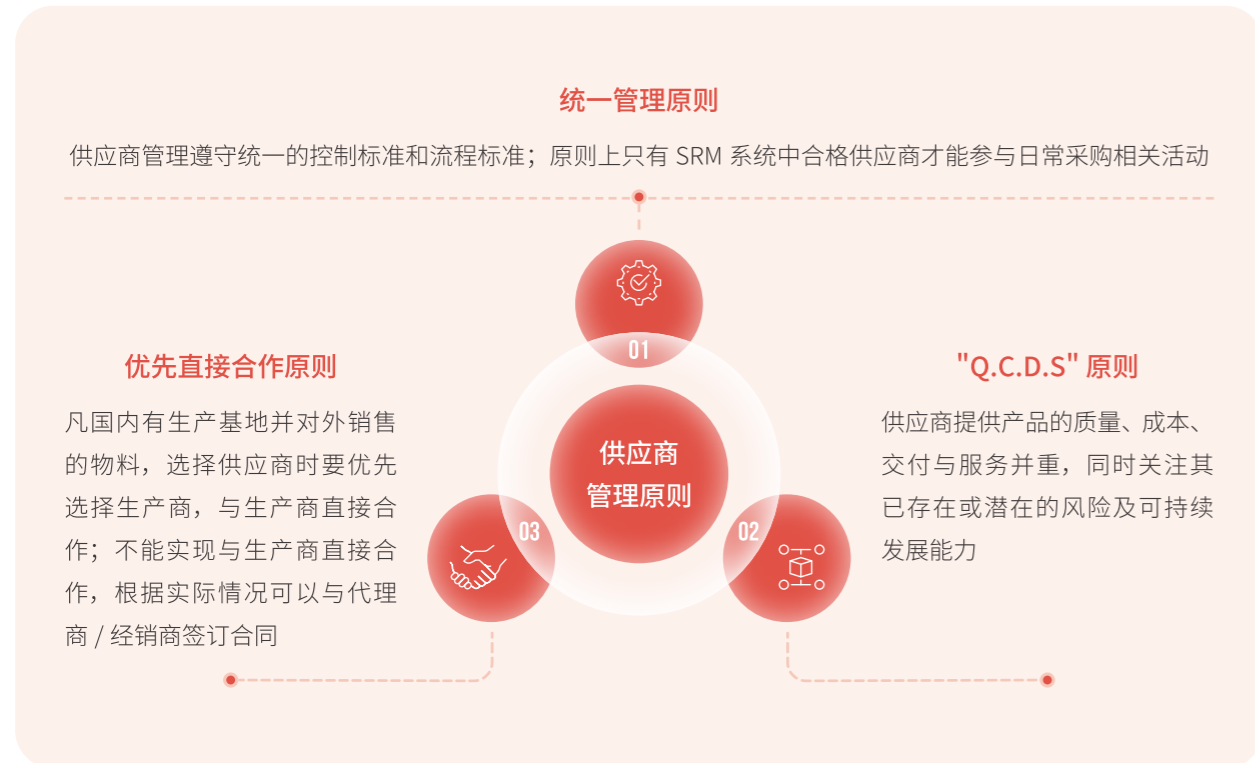 统一管理原则
供应商管理遵守统一的控制标准和流程标准；原则上只有 SRM 系统中合格供应商才能参与日常采购相关活动
01
供应商
管理原则
02
03
"Q.C.D.S" 原则
供应商提供产品的质量、成本、
交付与服务并重，同时关注其
已存在或潜在的风险及可持续
发展能力
优先直接合作原则
凡国内有生产基地并对外销售
的物料，选择供应商时要优先
选择生产商，与生产商直接合
作；不能实现与生产商直接合
作，根据实际情况可以与代理
商 / 经销商签订合同